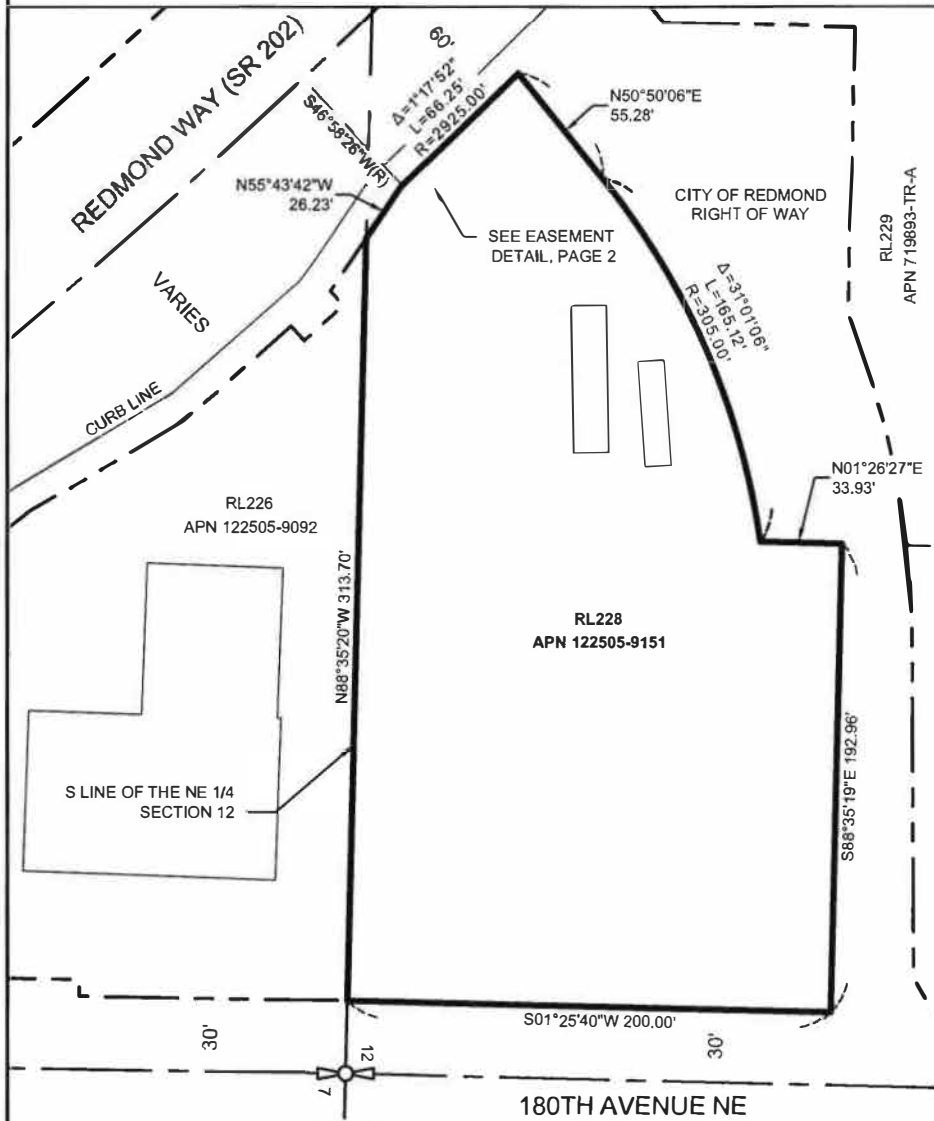 REDMOND WAY (SR 202)
60'
Δ=1°17'52"
L=66.25'
R=2925.00'
S46°58'26"W(R)
N50°50'06"E
55.28'
N55°43'42"W
26.23'
CITY OF REDMOND
RIGHT OF WAY
RL229
APN 719893-TR-A
SEE EASEMENT
DETAIL, PAGE 2
VARIES
Δ=31°01'06"
L=165.12'
R=305.00'
CURB LINE
N01°26'27"E
33.93'
RL226
APN 122505-9092
N88°35'20"W 313.70'
RL228
APN 122505-9151
S LINE OF THE NE 1/4
SECTION 12
S88°35'19"E 192.96'
S01°25'40"W 200.00'
30'
30'
12
7
180TH AVENUE NE